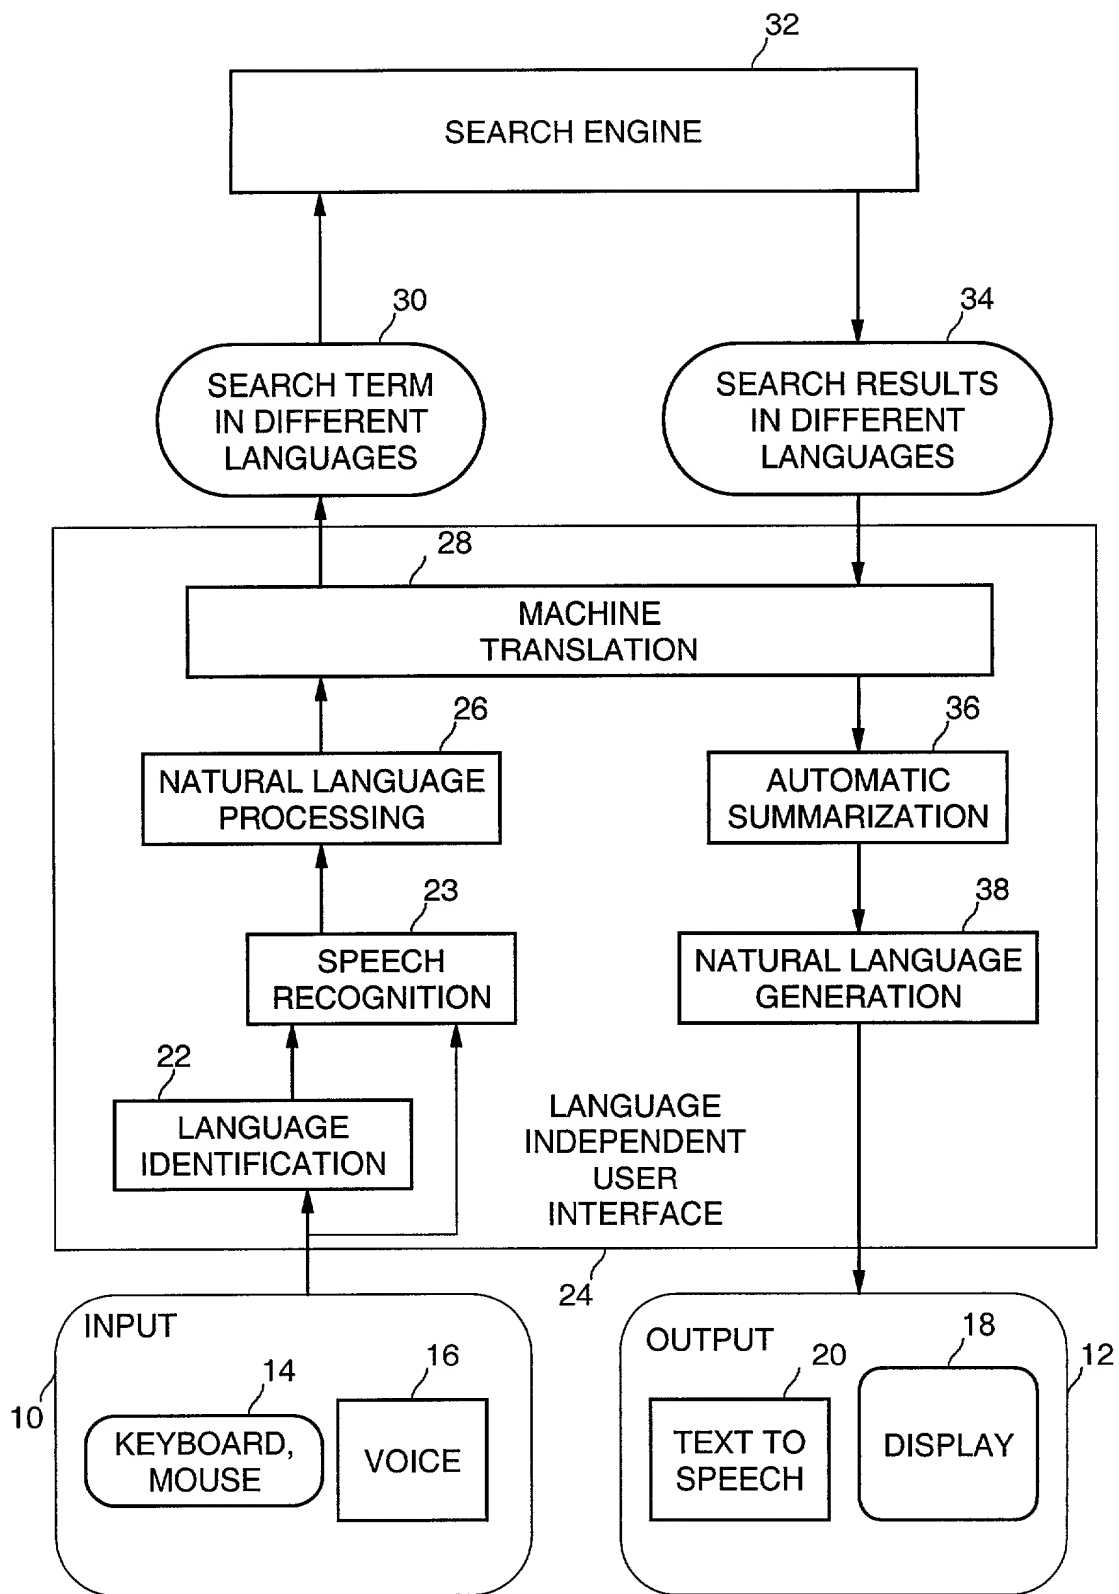 32
SEARCH ENGINE
30
34
SEARCH TERM
IN DIFFERENT
LANGUAGES
SEARCH RESULTS
IN DIFFERENT
LANGUAGES
28
MACHINE
TRANSLATION
26
36
NATURAL LANGUAGE
PROCESSING
AUTOMATIC
SUMMARIZATION
23
38
SPEECH
RECOGNITION
NATURAL LANGUAGE
GENERATION
22
LANGUAGE
IDENTIFICATION
LANGUAGE
INDEPENDENT
USER
INTERFACE
24
INPUT
10
14
16
KEYBOARD,
MOUSE
VOICE
OUTPUT
18
20
12
TEXT TO
SPEECH
DISPLAY